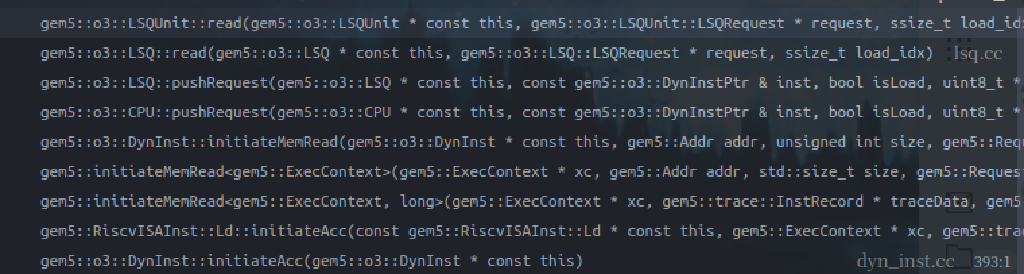 gem5::o3::LSQUnit::read(gem5::o3::LSQUnit * const this, gem5::o3::LSQUnit::LSQRequest * request, ssize_t load_idx
gem5::o3::LSQ::read(gem5::o3::LSQ * const this, gem5::o3::LSQ::LSQRequest * request, ssize_t load_idx) lsq.cc
gem5::o3::LSQ::pushRequest(gem5::o3::LSQ * const this, const gem5::o3::DynInstPtr & inst, bool isLoad, uint8_t *
gem5::o3::CPU::pushRequest(gem5::o3::CPU * const this, const gem5::o3::DynInstPtr & inst, bool isLoad, uint8_t *
gem5::o3::DynInst::initiateMemRead(gem5::o3::DynInst * const this, gem5::Addr addr, unsigned int size, gem5::Req
gem5::initiateMemRead<gem5::ExecContext>(gem5::ExecContext * xc, gem5::Addr addr, std::size_t size, gem5::Request
gem5::initiateMemRead<gem5::ExecContext, long>(gem5::ExecContext * xc, gem5::trace::InstRecord * traceData, gem5
gem5::RiscvISAInst::Ld::initiateAcc(const gem5::RiscvISAInst::Ld * const this, gem5::ExecContext * xc, gem5::trac
gem5::o3::DynInst::initiateAcc(gem5::o3::DynInst * const this) dyn_inst.cc 393:1